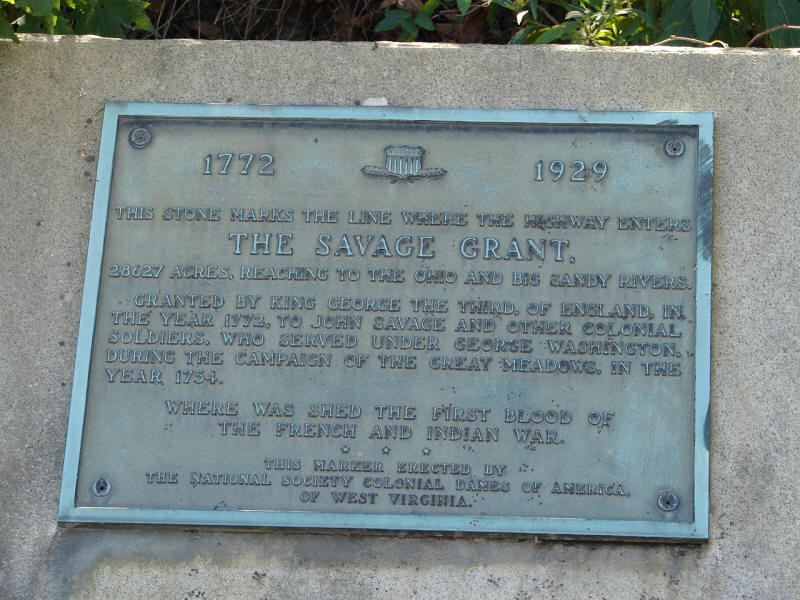 1772 1929
THIS STONE MARKS THE LINE WHERE THE HIGHWAY ENTERS
THE SAVAGE GRANT,
28627 ACRES, REACHING TO THE OHIO AND BIG SANDY RIVERS.
GRANTED BY KING GEORGE THE THIRD, OF ENGLAND, IN
THE YEAR 1772, TO JOHN SAVAGE AND OTHER COLONIAL
SOLDIERS, WHO SERVED UNDER GEORGE WASHINGTON,
DURING THE CAMPAIGN OF THE GREAT MEADOWS, IN THE
YEAR 1754.
WHERE WAS SHED THE FIRST BLOOD OF
THE FRENCH AND INDIAN WAR.
* * *
THIS MARKER ERECTED BY
THE NATIONAL SOCIETY COLONIAL DAMES OF AMERICA,
OF WEST VIRGINIA.